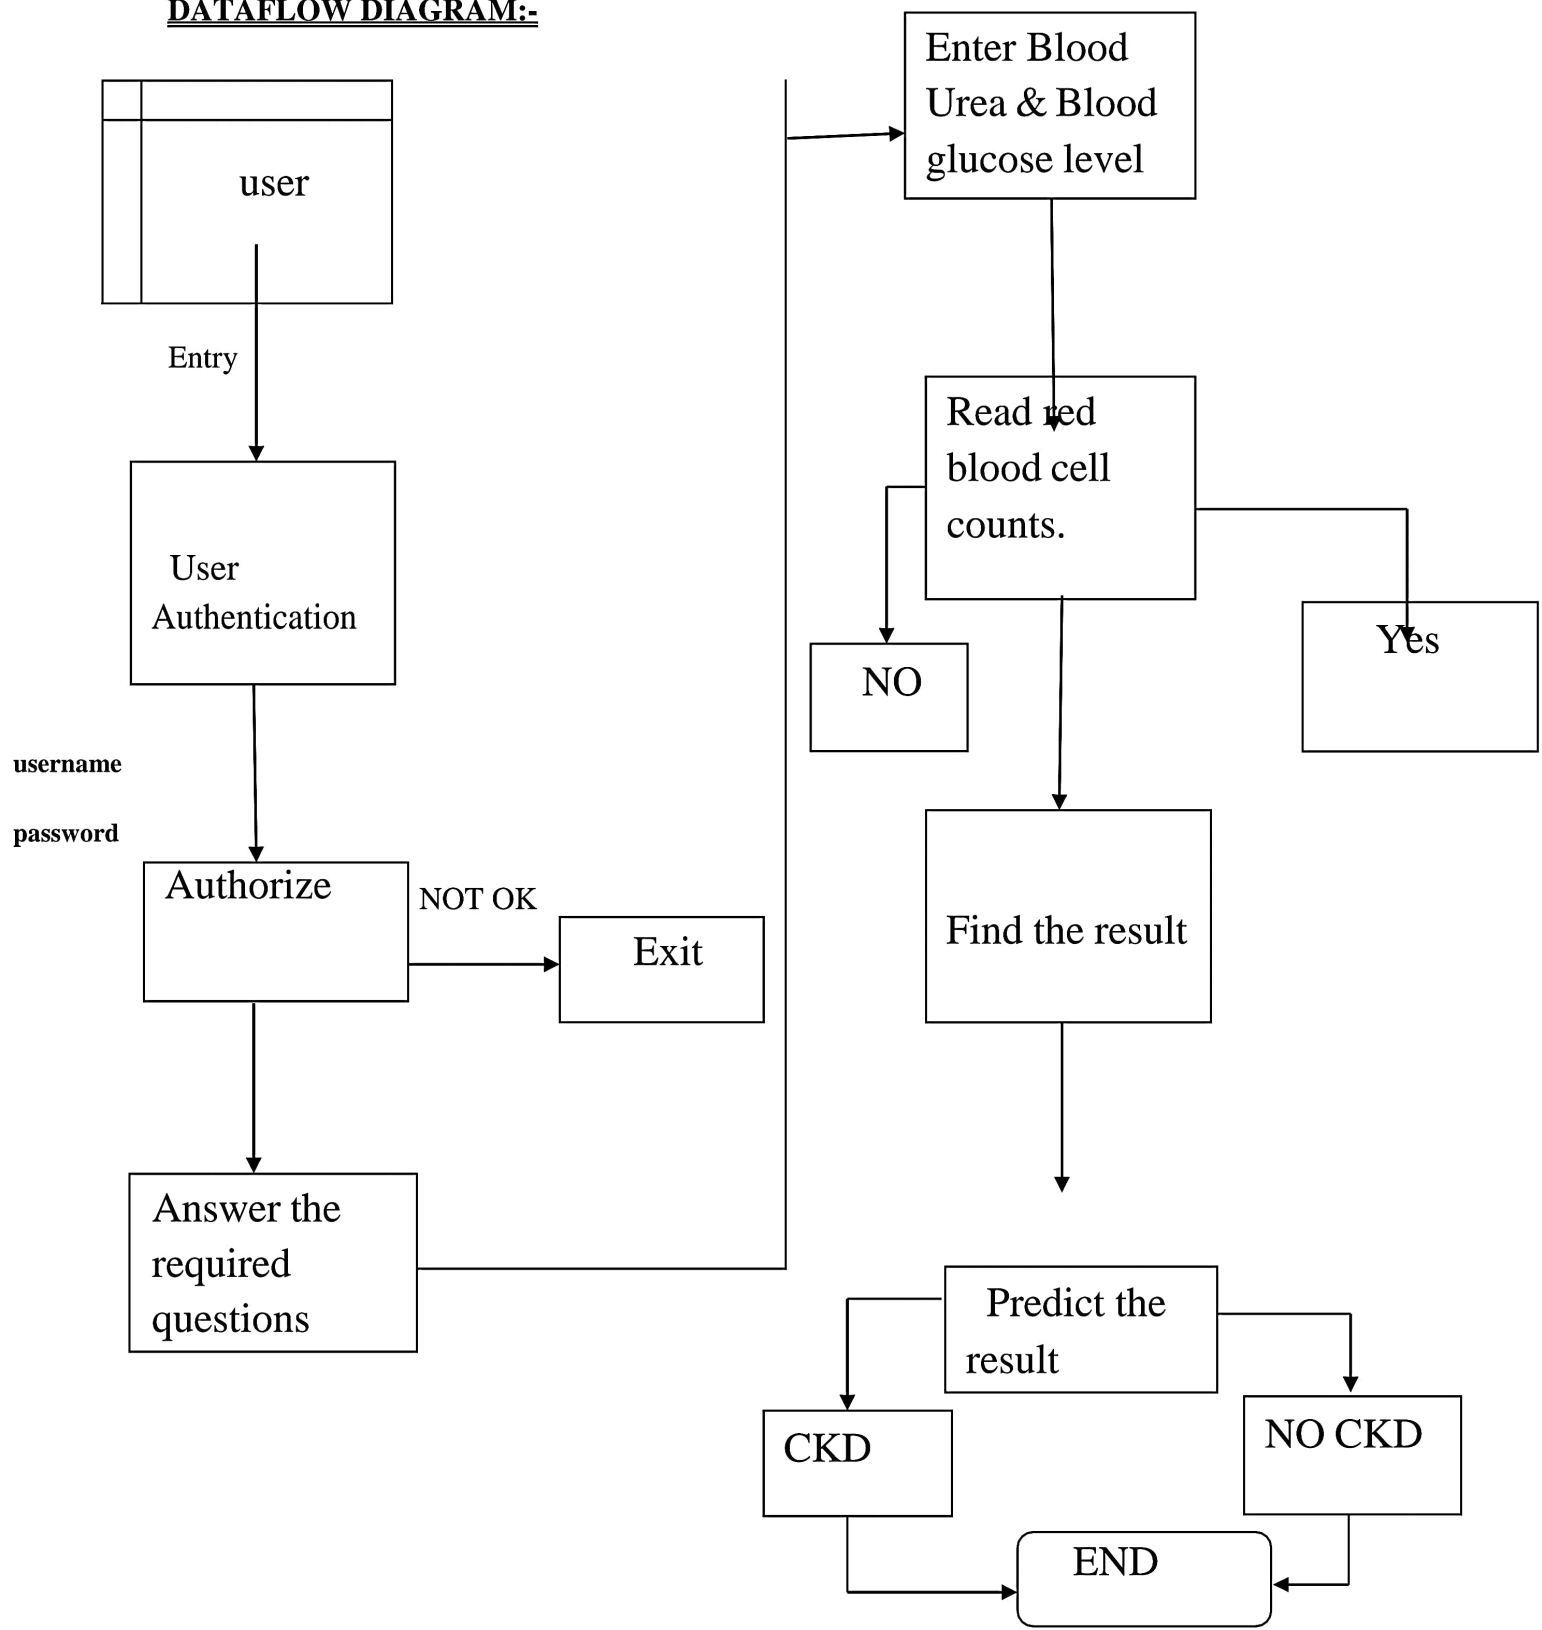 DATAFLOW DIAGRAM:-
user
Entry
User
Authentication
username
password
Authorize
NOT OK
Exit
Answer the
required
questions
Enter Blood
Urea & Blood
glucose level
Read red
blood cell
counts.
NO
Yes
Find the result
Predict the
result
CKD
NO CKD
END